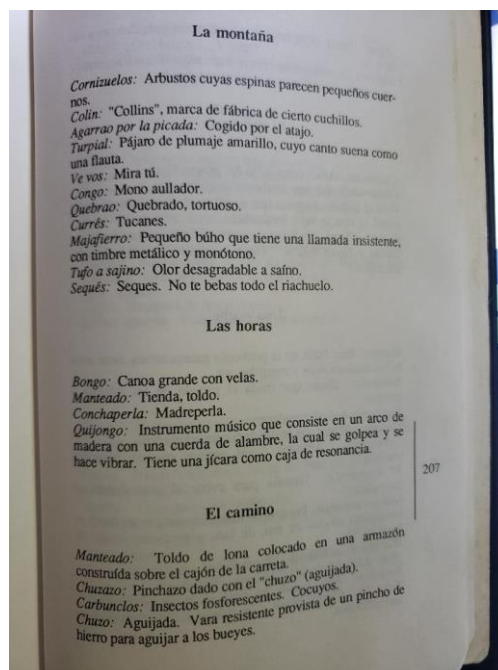 La montaña
Cornizuelos: Arbustos cuyas espinas parecen pequeños cuer-
nos.
Colin: "Collins", marca de fábrica de cierto cuchillos.
Agarrao por la picada: Cogido por el atajo.
Turpial: Pájaro de plumaje amarillo, cuyo canto suena como
una flauta.
Ve vos: Mira tú.
Congo: Mono aullador.
Quebrao: Quebrado, tortuoso.
Currés: Tucanes.
Majafierro: Pequeño búho que tiene una llamada insistente,
con timbre metálico y monótono.
Tufo a sajino: Olor desagradable a saíno.
Sequés: Seques. No te bebas todo el riachuelo.
Las horas
Bongo: Canoa grande con velas.
Manteado: Tienda, toldo.
Conchaperla: Madreperla.
Quijongo: Instrumento músico que consiste en un arco de
madera con una cuerda de alambre, la cual se golpea y se
hace vibrar. Tiene una jícara como caja de resonancia.
207
El camino
Manteado: Toldo de lona colocado en una armazón
construída sobre el cajón de la carreta.
Chuzazo: Pinchazo dado con el "chuzo" (aguijada).
Carbunclos: Insectos fosforescentes. Cocuyos.
Chuzo: Aguijada. Vara resistente provista de un pincho de
hierro para aguijar a los bueyes.